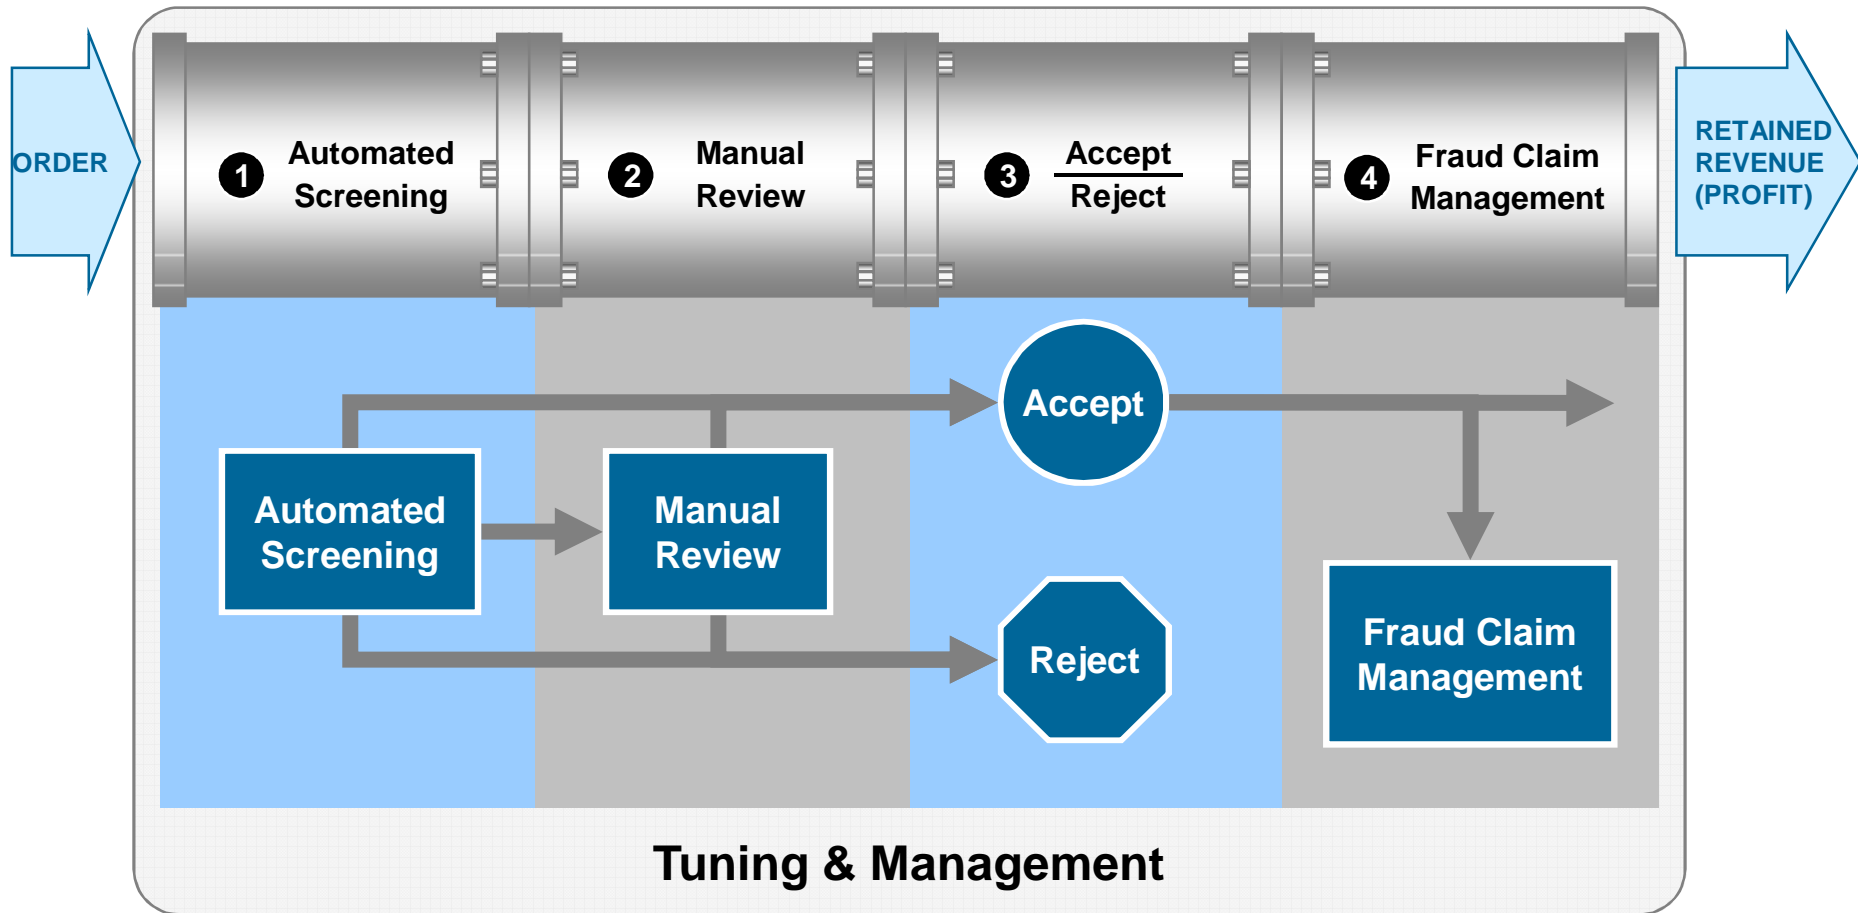 ORDER
1
Automated
Screening
2
Manual
Review
3
Accept
Reject
4
Fraud Claim
Management
RETAINED
REVENUE
(PROFIT)
Accept
Automated
Screening
Manual
Review
Reject
Fraud Claim
Management
Tuning & Management